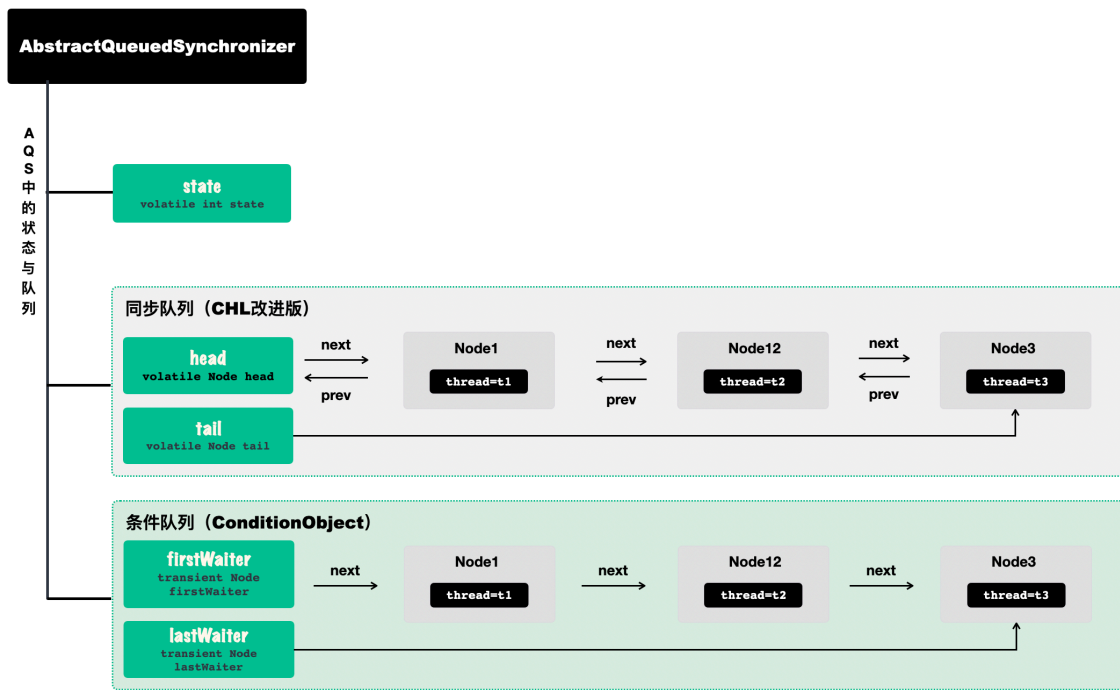 AbstractQueuedSynchronizer
AQS中的状态与队列
state
volatile int state
同步队列（CHL改进版）
head
volatile Node head
next
prev
Node1
thread=t1
next
prev
Node12
thread=t2
next
prev
Node3
thread=t3
tail
volatile Node tail
条件队列（ConditionObject）
firstWaiter
transient Node
firstWaiter
next
Node1
thread=t1
next
Node12
thread=t2
next
Node3
thread=t3
lastWaiter
transient Node
lastWaiter